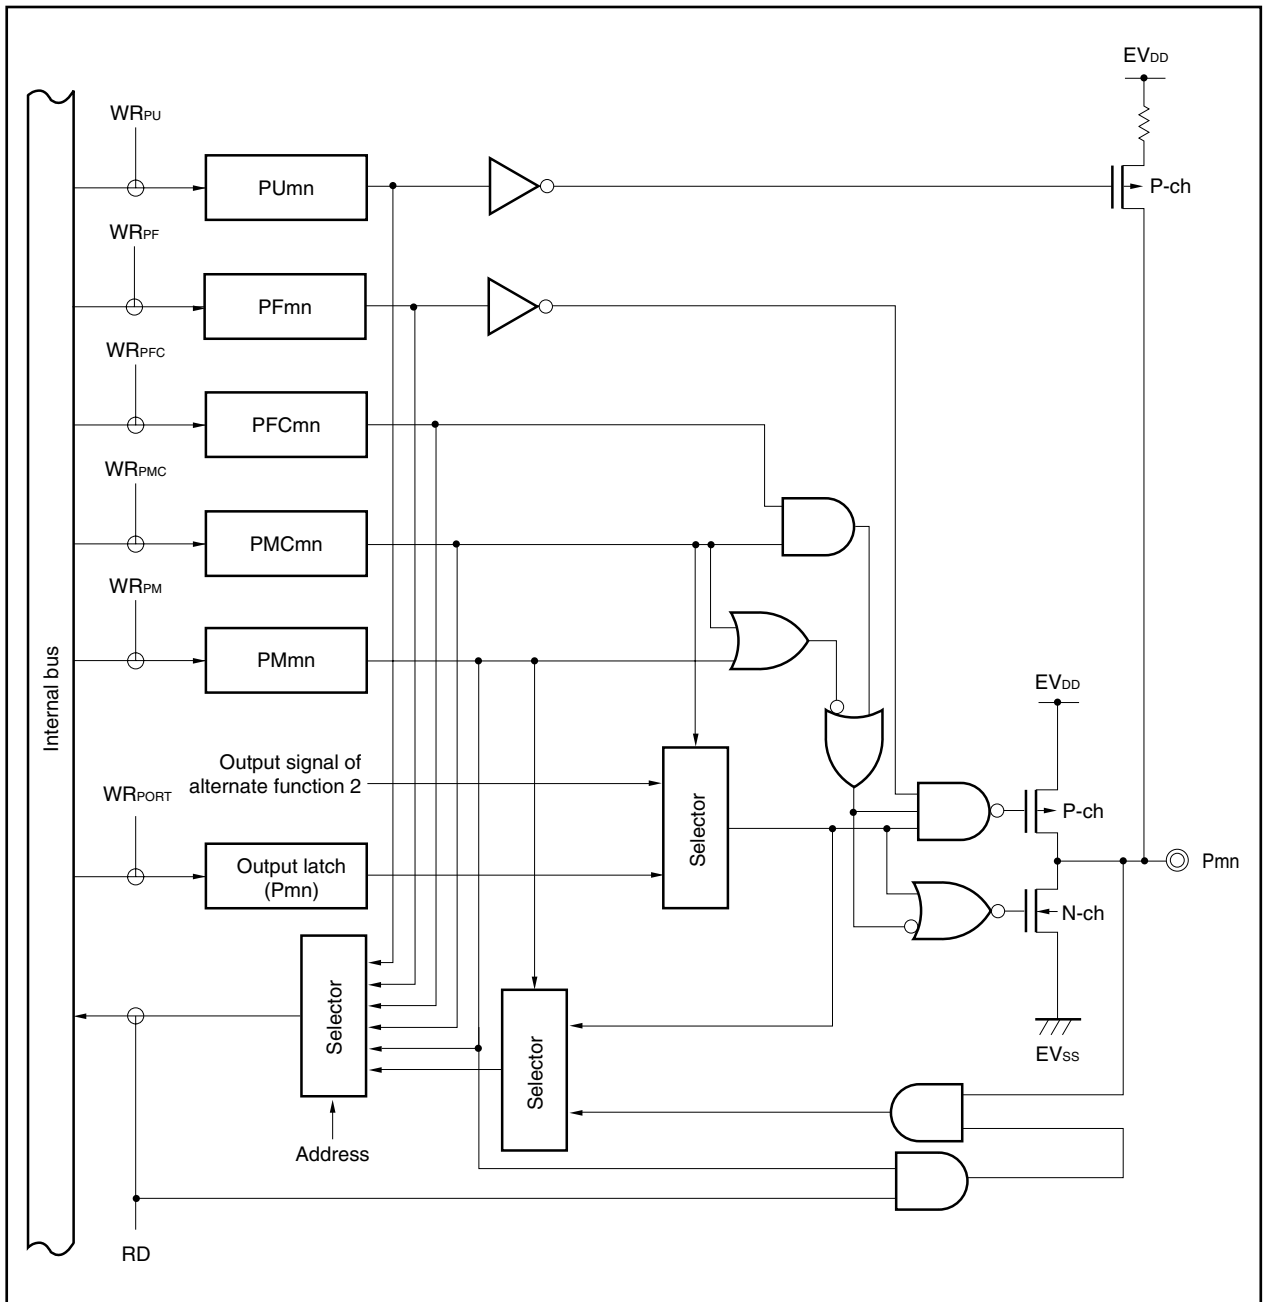 EVDD
WRPU
PUmn
P-ch
WRPF
PFmn
WRPFC
PFCmn
WRPMC
PMCmn
WRPM
PMmn
Internal bus
EVDD
Output signal of
alternate function 2
WRPORT
Selector
P-ch
Output latch
(Pmn)
Pmn
N-ch
Selector
Selector
EVSS
Address
RD